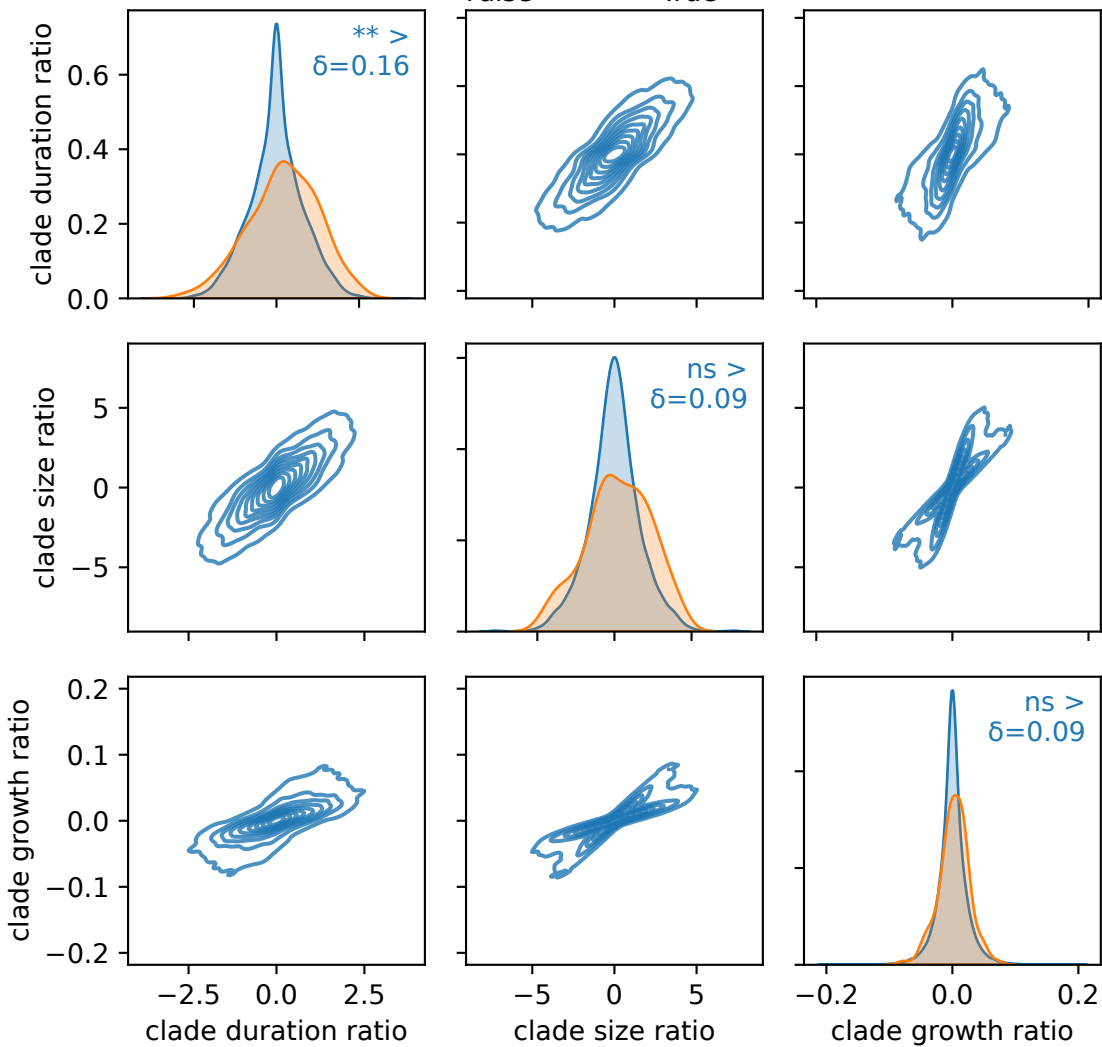 ** >
δ=0.16
clade duration ratio
0.6
0.4
0.2
0.0
ns >
δ=0.09
clade size ratio
5
0
−5
ns >
δ=0.09
clade growth ratio
0.2
0.1
0.0
−0.1
−0.2
−2.5 0.0 2.5
−5 0 5
−0.2 0.0 0.2
clade duration ratio
clade size ratio
clade growth ratio